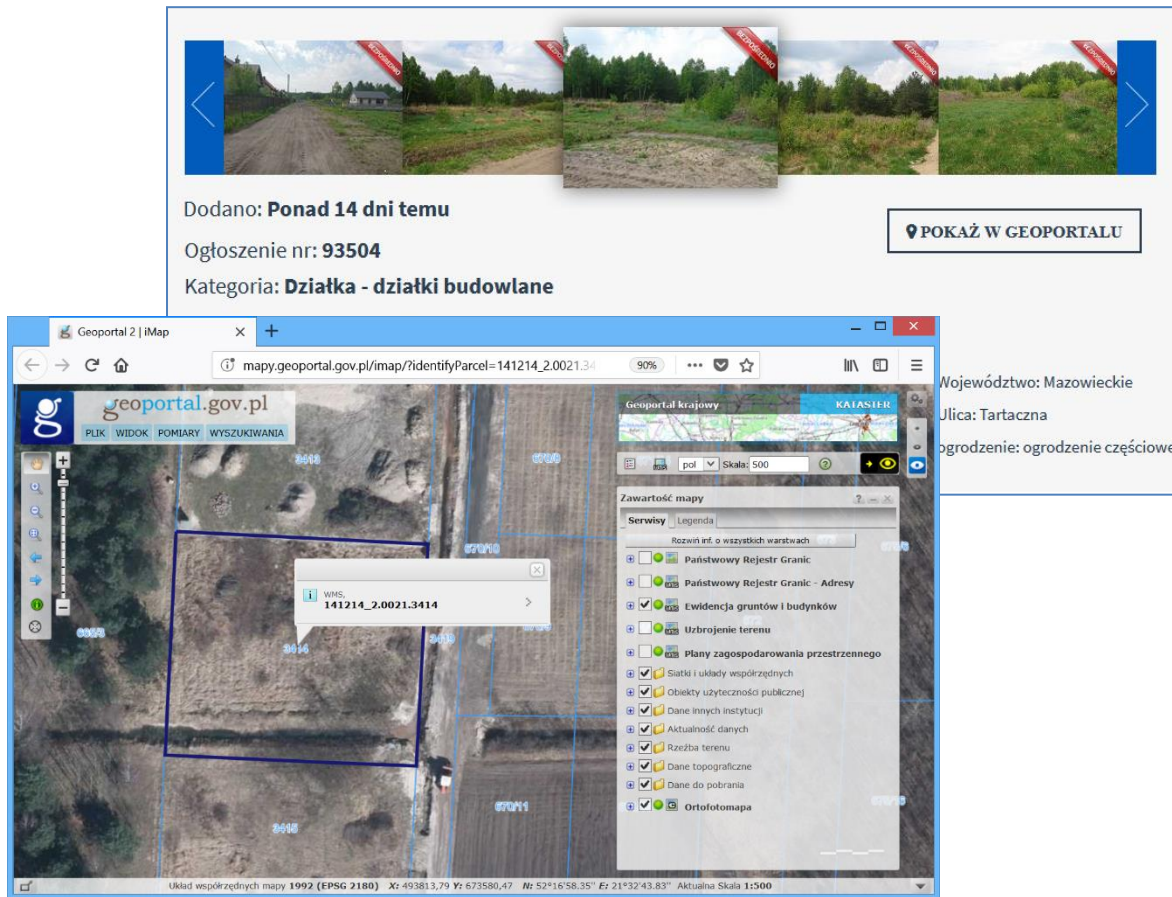 BEZPOŚREDNIO
BEZPOŚREDNIO
BEZPOŚREDNIO
BEZPOŚREDNIO
BEZPOŚREDNIO
Dodano: Ponad 14 dni temu
Ogłoszenie nr: 93504
Kategoria: Działka - działki budowlane
POKAŻ W GEOPORTALU
Województwo: Mazowieckie
Ulica: Tartaczna
ogrodzenie: ogrodzenie częściowe
Geoportal 2 | iMap
mapy.geoportal.gov.pl/imap/?identifyParcel=141214_2.0021.34
90%
geoportal.gov.pl
PLIK WIDOK POMIARY WYSZUKIWANIA
Geoportal krajowy KATASTER
pol Skala: 500
Zawartość mapy
Serwisy Legenda
Rozwiń inf. o wszystkich warstwach
Państwowy Rejestr Granic
Państwowy Rejestr Granic - Adresy
Ewidencja gruntów i budynków
Uzbrojenie terenu
Plany zagospodarowania przestrzennego
Siatki i układy współrzędnych
Obiekty użyteczności publicznej
Dane innych instytucji
Aktualność danych
Rzeźba terenu
Dane topograficzne
Dane do pobrania
Ortofotomapa
3413
670/10
WMS,
141214_2.0021.3414
3414
3419
670/11
3415
Układ współrzędnych mapy 1992 (EPSG 2180) X: 493813,79 Y: 673580,47 N: 52°16'58.35" E: 21°32'43.83" Aktualna Skala 1:500